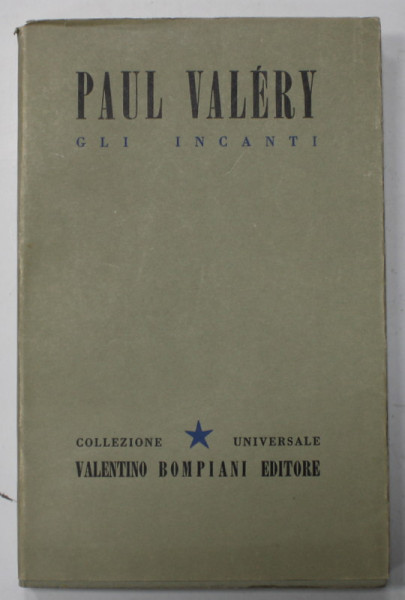 PAUL VALÉRY
GLI INCANTI
COLLEZIONE UNIVERSALE
VALENTINO BOMPIANI EDITORE